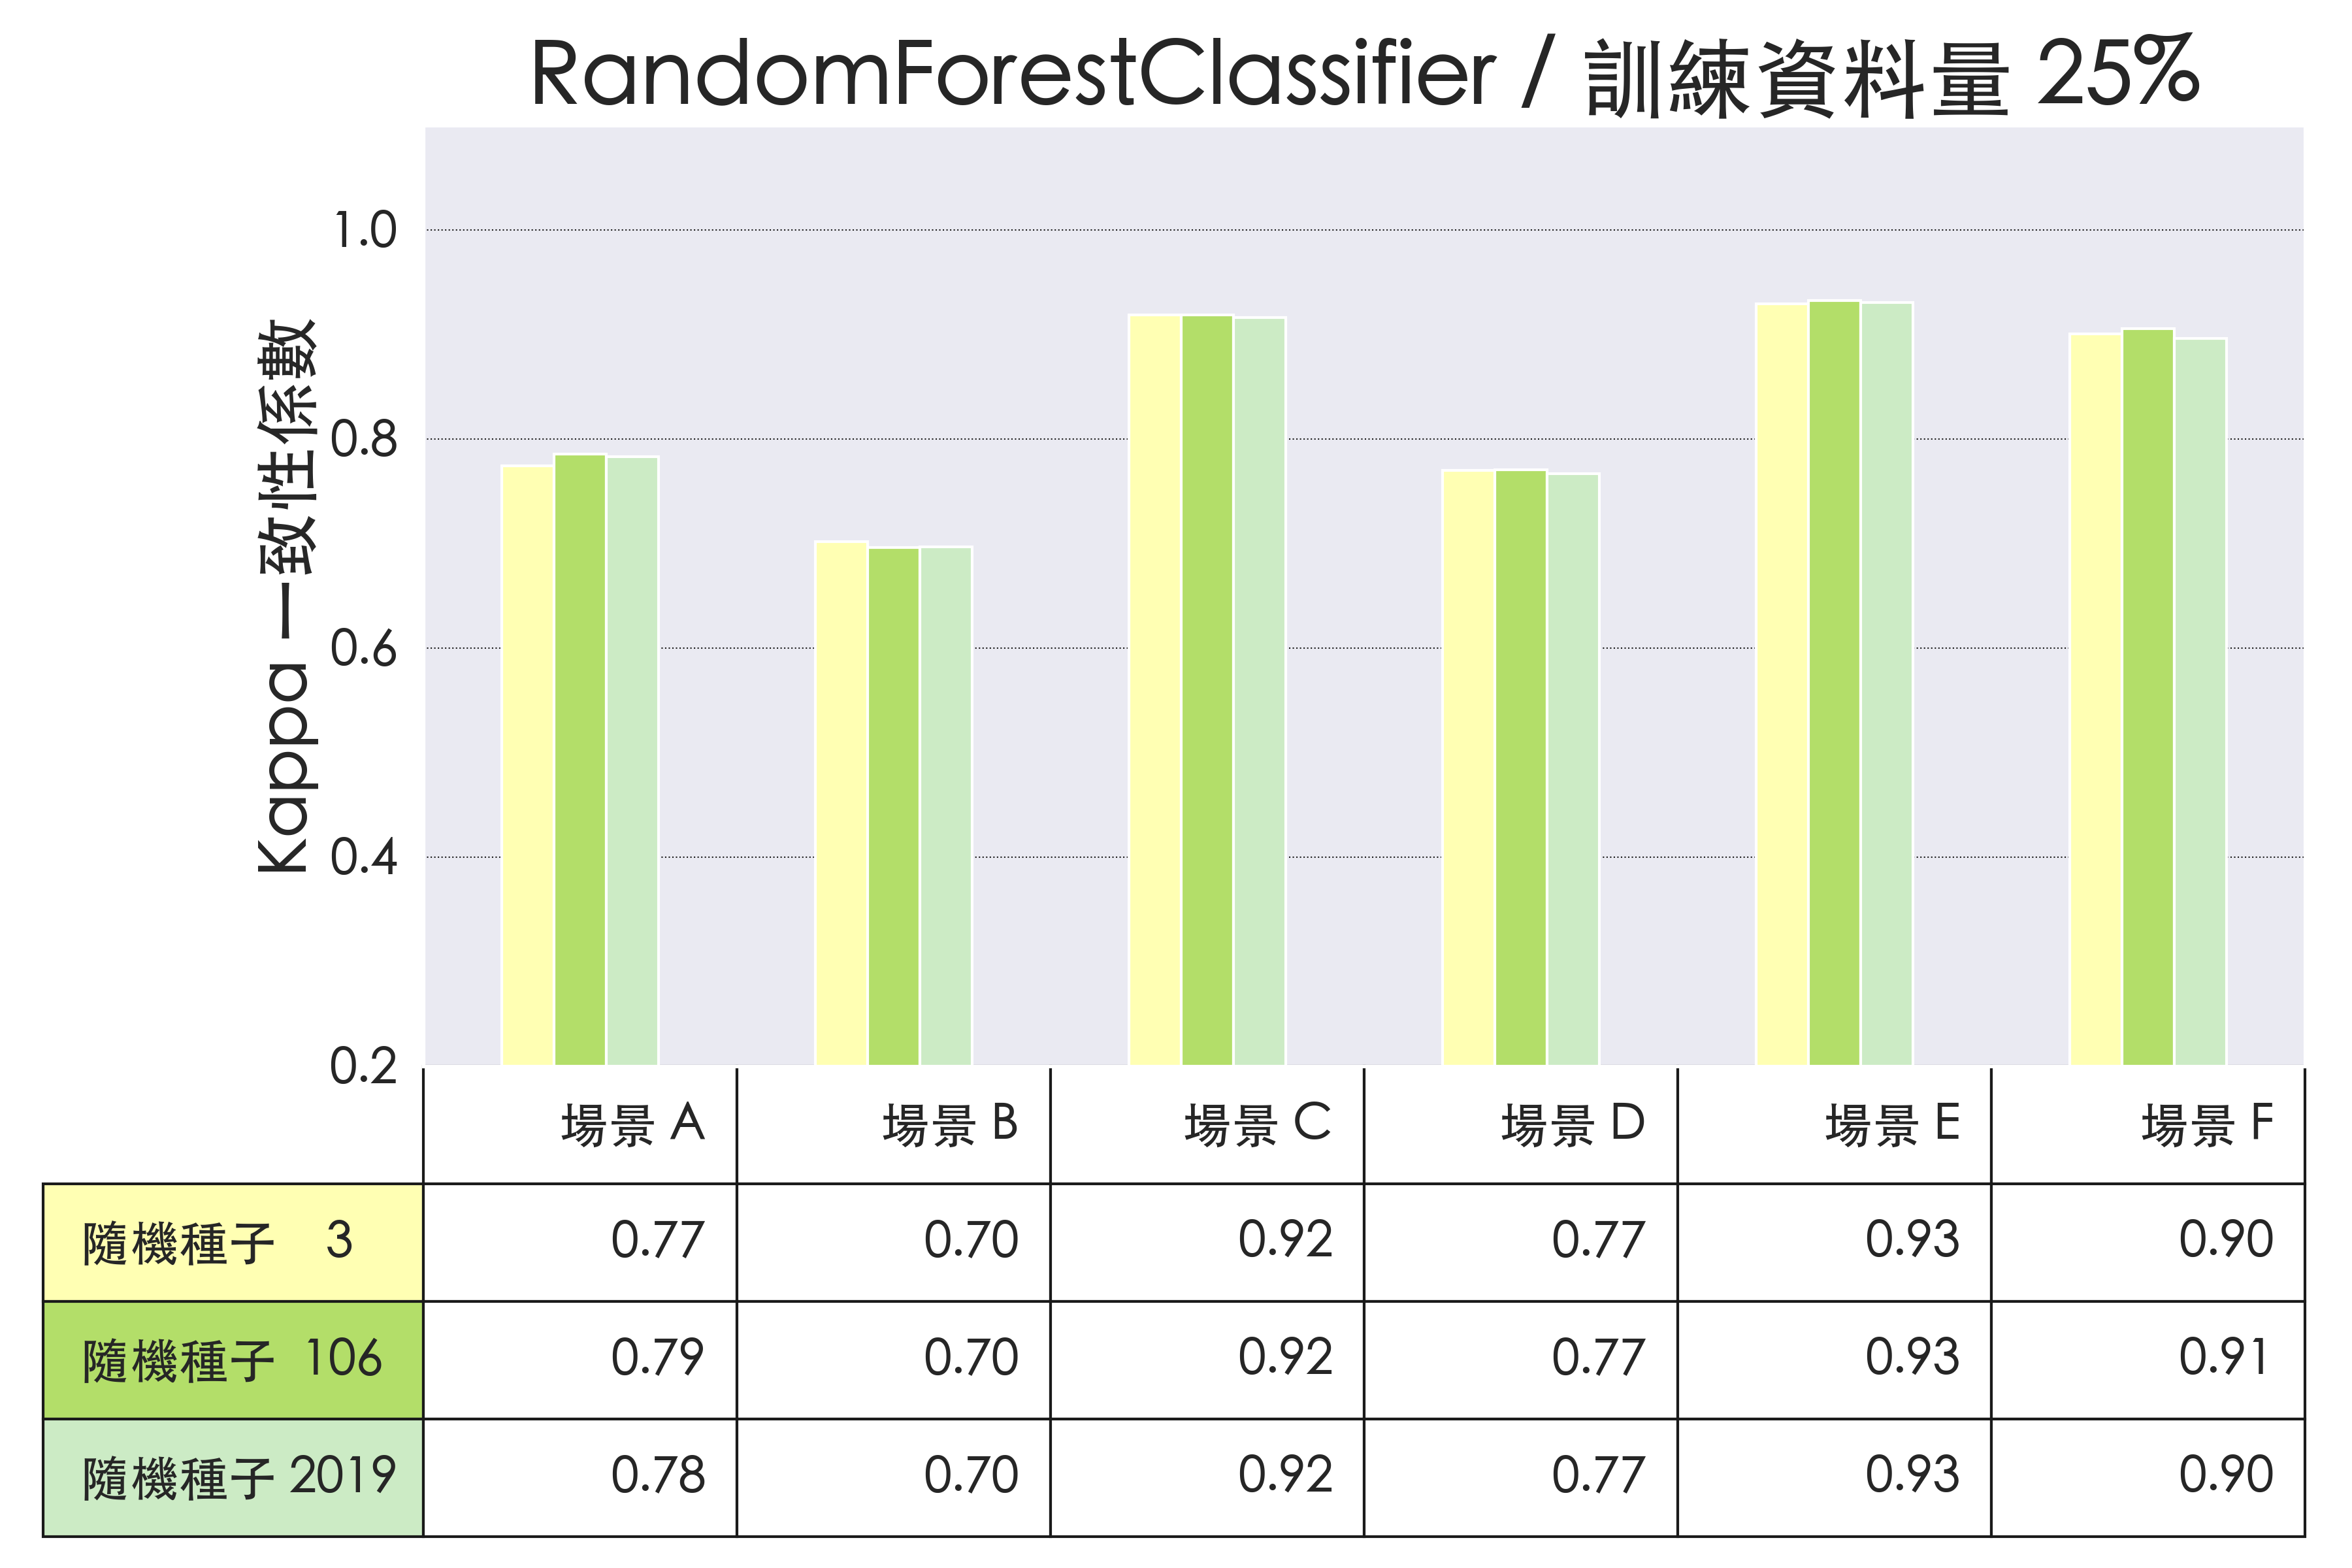 RandomForestClassifier / 訓練資料量 25%
Kappa 一致性係數
1.0
0.8
0.6
0.4
0.2
場景 A 場景 B 場景 C 場景 D 場景 E 場景 F
隨機種子 3 0.77 0.70 0.92 0.77 0.93 0.90
隨機種子 106 0.79 0.70 0.92 0.77 0.93 0.91
隨機種子 2019 0.78 0.70 0.92 0.77 0.93 0.90